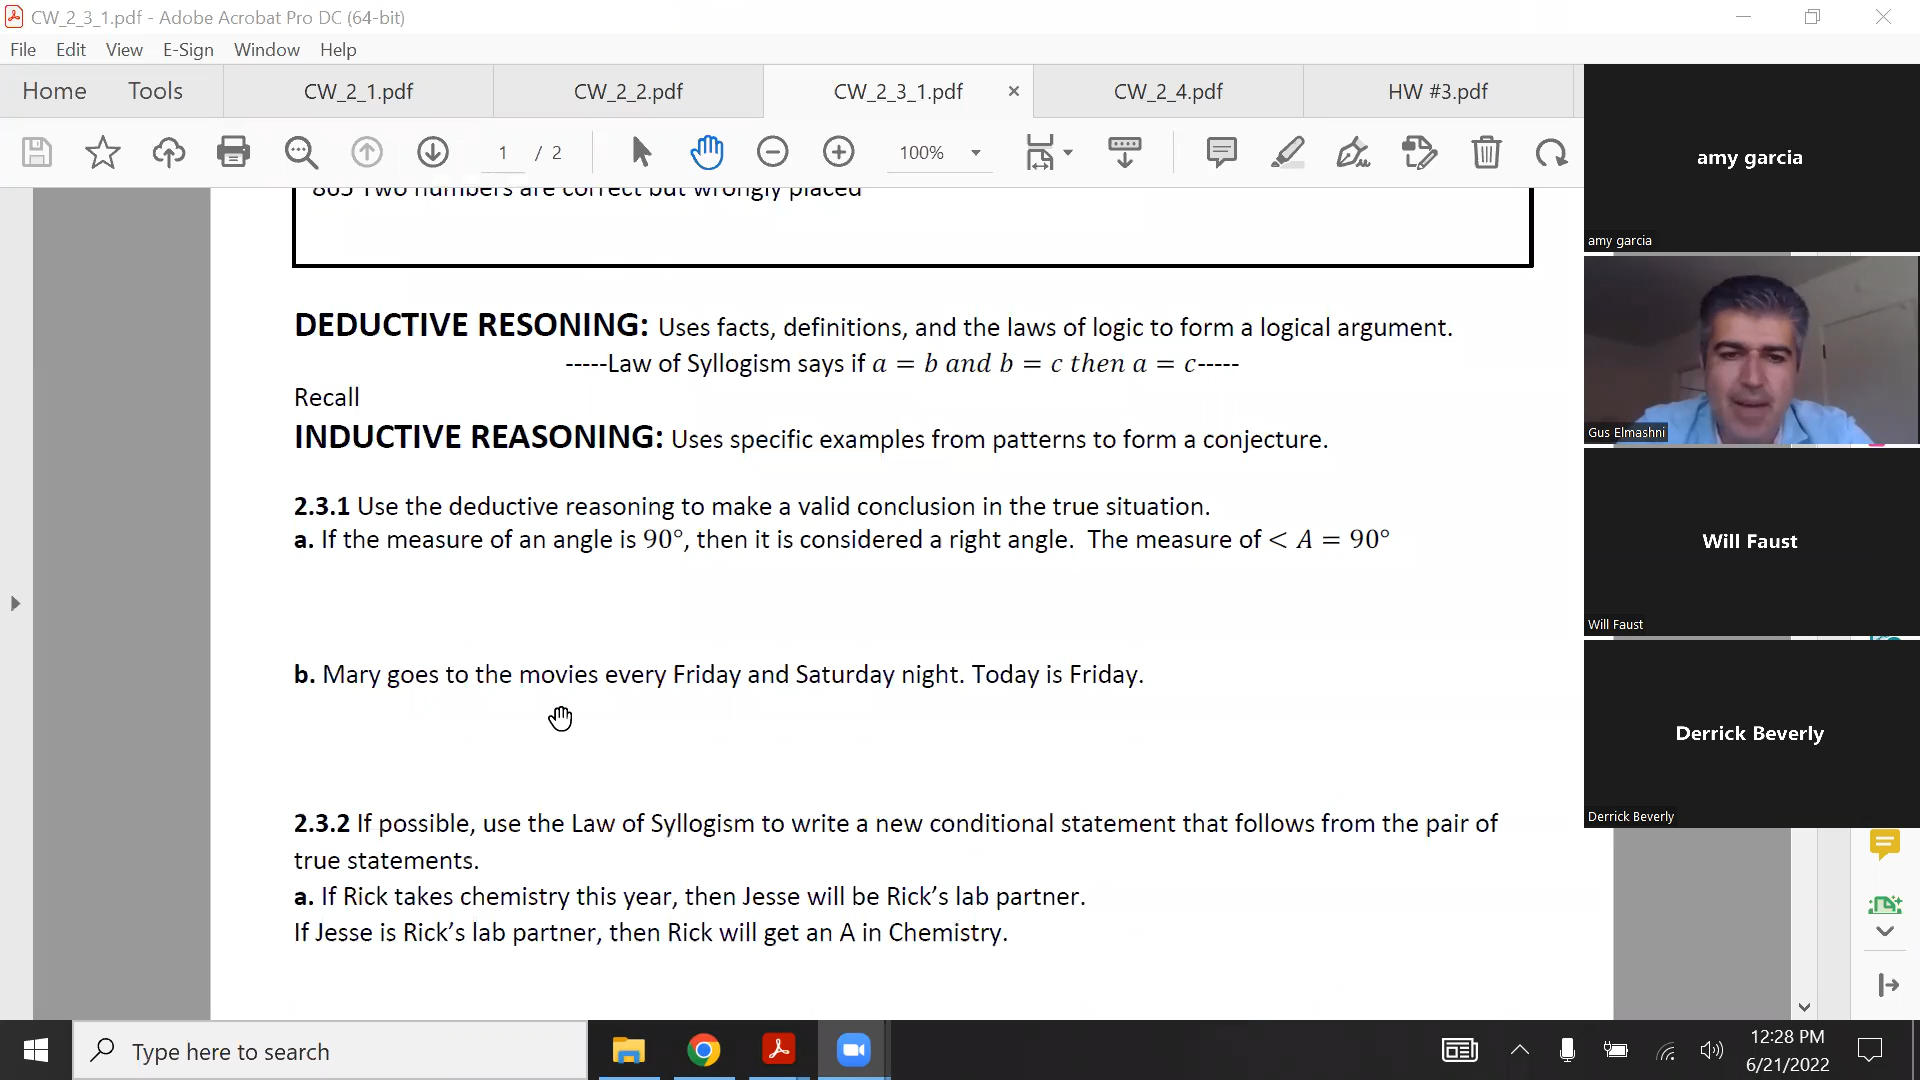 CW_2_3_1.pdf - Adobe Acrobat Pro DC (64-bit)
File Edit View E-Sign Window Help
Home Tools CW_2_1.pdf CW_2_2.pdf CW_2_3_1.pdf × CW_2_4.pdf HW #3.pdf
1 / 2 100%
865 Two numbers are correct but wrongly placed
DEDUCTIVE RESONING: Uses facts, definitions, and the laws of logic to form a logical argument.
-----Law of Syllogism says if a = b and b = c then a = c-----
Recall
INDUCTIVE REASONING: Uses specific examples from patterns to form a conjecture.
2.3.1 Use the deductive reasoning to make a valid conclusion in the true situation.
a. If the measure of an angle is 90°, then it is considered a right angle. The measure of < A = 90°
b. Mary goes to the movies every Friday and Saturday night. Today is Friday.
2.3.2 If possible, use the Law of Syllogism to write a new conditional statement that follows from the pair of
true statements.
a. If Rick takes chemistry this year, then Jesse will be Rick’s lab partner.
If Jesse is Rick’s lab partner, then Rick will get an A in Chemistry.
amy garcia
amy garcia
Gus Elmashni
Will Faust
Will Faust
Derrick Beverly
Derrick Beverly
Type here to search
12:28 PM
6/21/2022